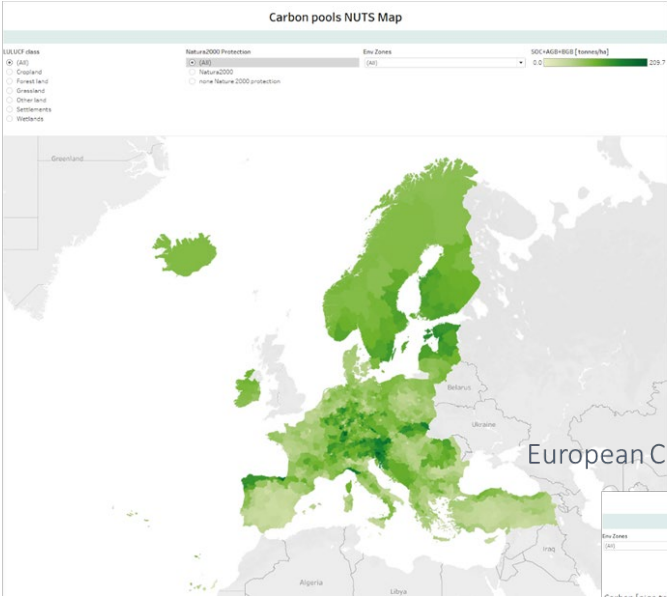 Carbon pools NUTS Map
LULUCF class
(All)
Cropland
Forest land
Grassland
Other land
Settlements
Wetlands
Natura2000 Protection
(All)
Natura2000
none Nature 2000 protection
Env Zones
(All)
SOC+AGB+BGB [tonnes/ha]
0.0 209.7
Greenland
Belarus
Ukraine
European C
Env Zones
(All)
Iraq
Algeria
Libya